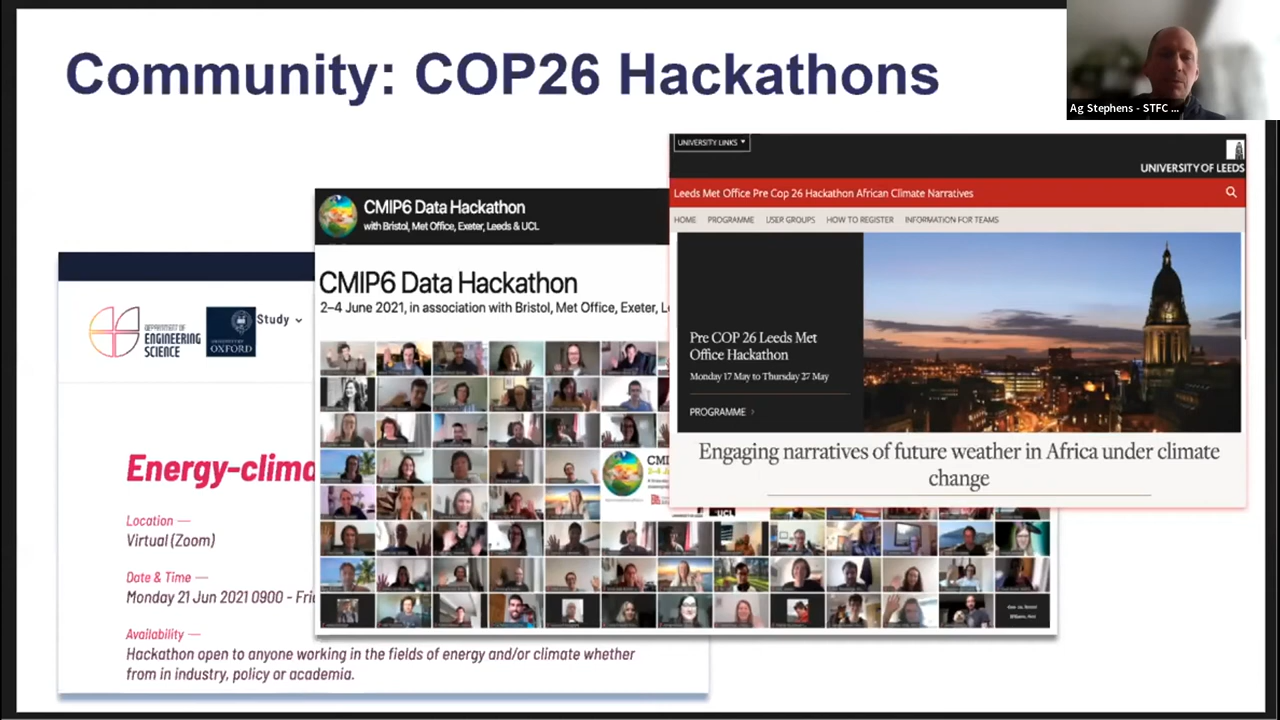 Community: COP26 Hackathons
Ag Stephens - STFC ...
UNIVERSITY LINKS
UNIVERSITY OF LEEDS
Leeds Met Office Pre Cop 26 Hackathon African Climate Narratives
HOME PROGRAMME USER GROUPS HOW TO REGISTER INFORMATION FOR TEAMS
Pre COP 26 Leeds Met
Office Hackathon
Monday 17 May to Thursday 27 May
PROGRAMME
Engaging narratives of future weather in Africa under climate
change
CMIP6 Data Hackathon
with Bristol, Met Office, Exeter, Leeds & UCL
CMIP6 Data Hackathon
2–4 June 2021, in association with Bristol, Met Office, Exeter, L
CMI
UCL
DEPARTMENT OF
ENGINEERING
SCIENCE
UNIVERSITY OF
OXFORD
Study
Energy-clima
Location —
Virtual (Zoom)
Date & Time —
Monday 21 Jun 2021 0900 - Fri
Availability —
Hackathon open to anyone working in the fields of energy and/or climate whether
from in industry, policy or academia.